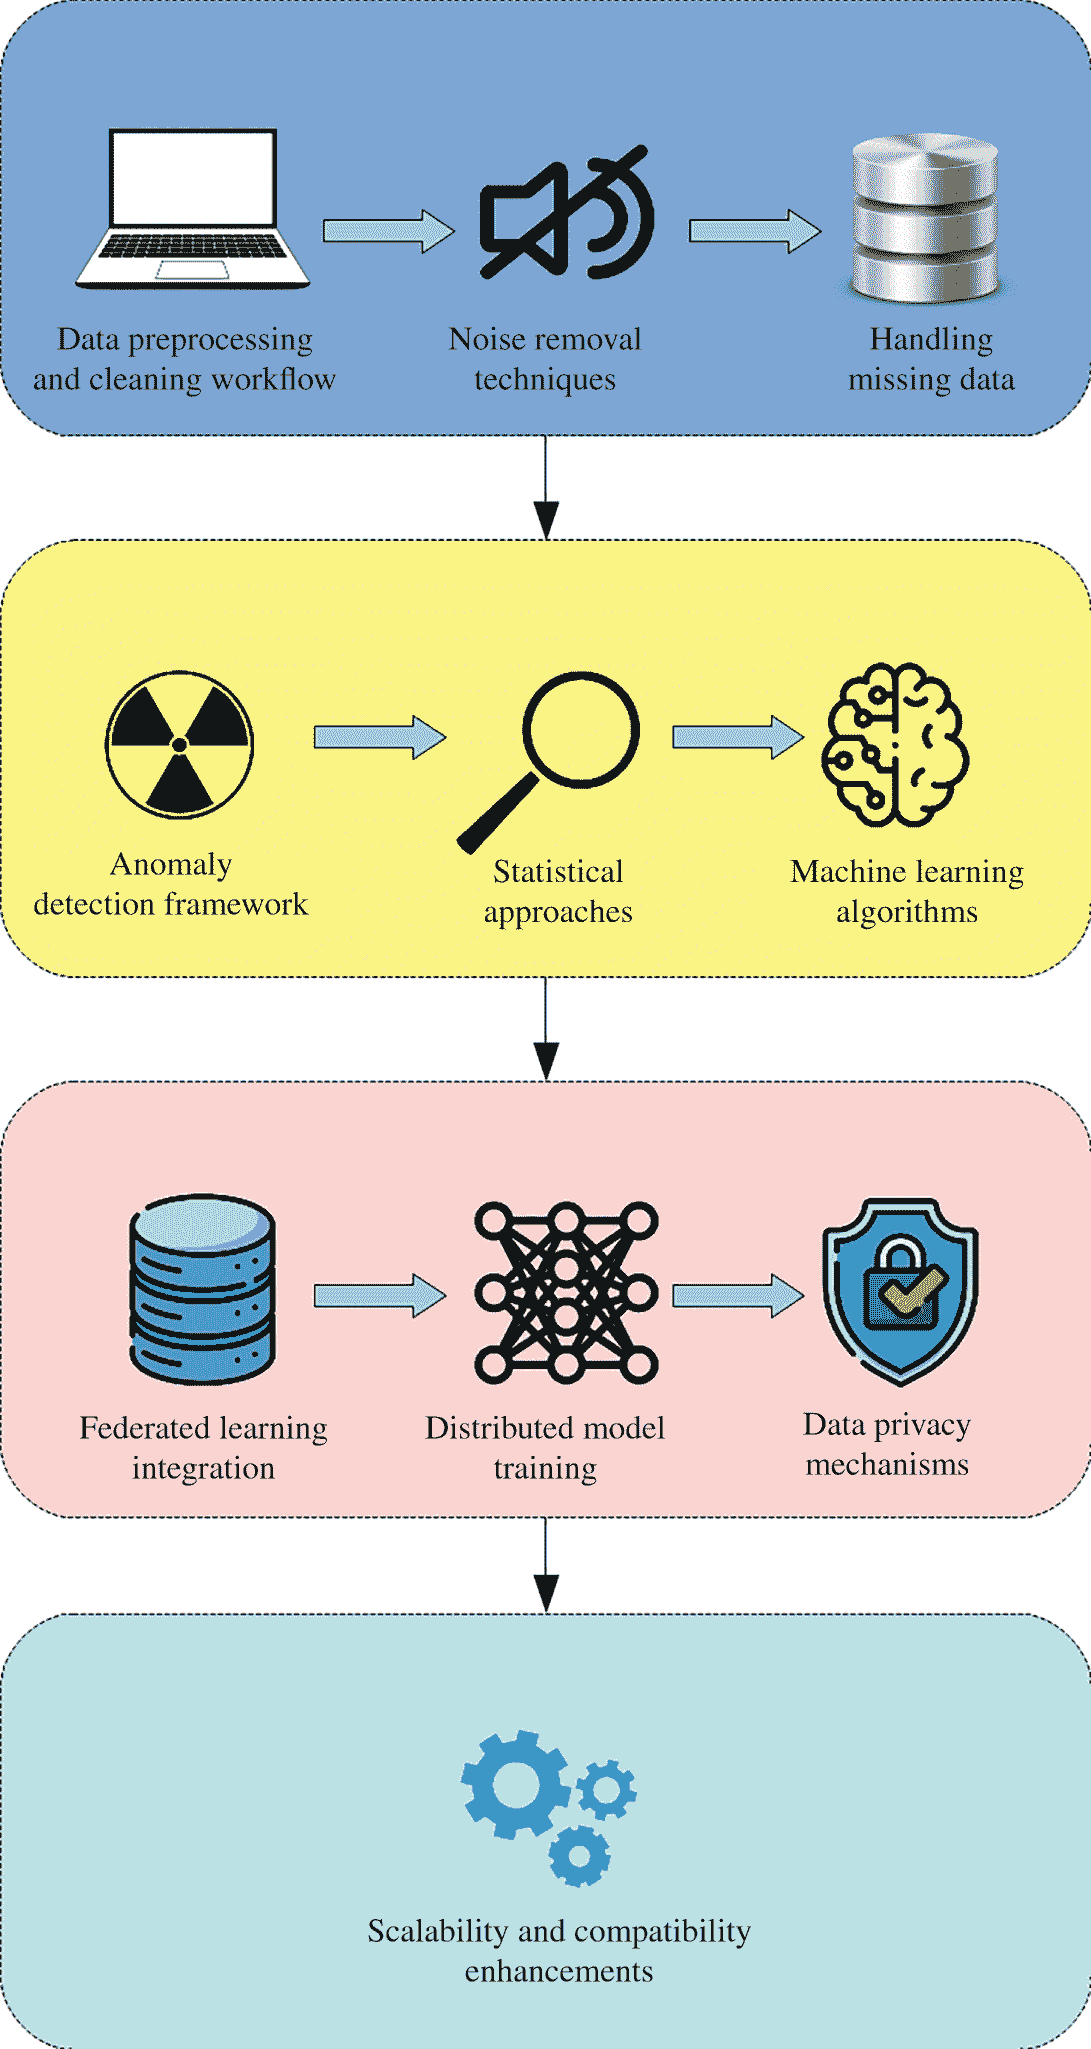 Data preprocessing
and cleaning workflow
Noise removal
techniques
Handling
missing data
Anomaly
detection framework
Statistical
approaches
Machine learning
algorithms
Federated learning
integration
Distributed model
training
Data privacy
mechanisms
Scalability and compatibility
enhancements